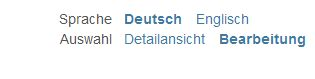 Sprache Deutsch Englisch
Auswahl Detailansicht Bearbeitung